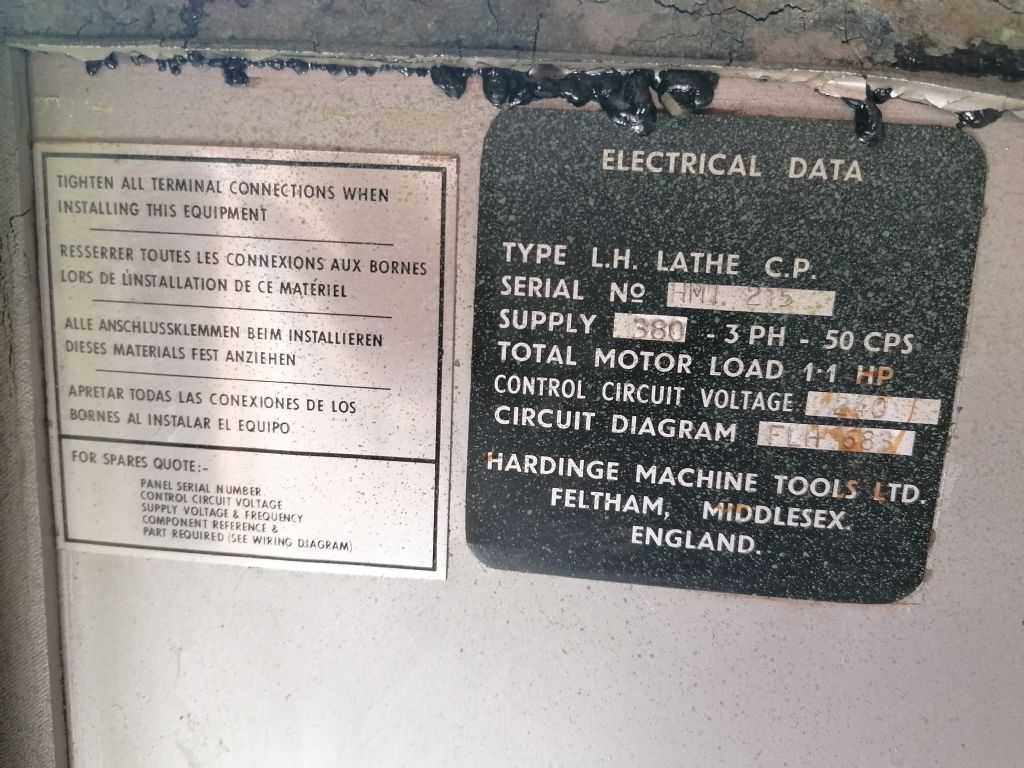 TIGHTEN ALL TERMINAL CONNECTIONS WHEN
INSTALLING THIS EQUIPMENT
RESSERRER TOUTES LES CONNEXIONS AUX BORNES
LORS DE L'INSTALLATION DE CE MATÉRIEL
ALLE ANSCHLUSSKLEMMEN BEIM INSTALLIEREN
DIESES MATERIALS FEST ANZIEHEN
APRETAR TODAS LAS CONEXIONES DE LOS
BORNES AL INSTALAR EL EQUIPO
FOR SPARES QUOTE:-
PANEL SERIAL NUMBER
CONTROL CIRCUIT VOLTAGE
SUPPLY VOLTAGE & FREQUENCY
COMPONENT REFERENCE &
PART REQUIRED (SEE WIRING DIAGRAM)
ELECTRICAL DATA
TYPE L.H. LATHE C.P.
SERIAL Nº HM1. 215
SUPPLY 380 - 3 PH - 50 CPS
TOTAL MOTOR LOAD 1·1 HP
CONTROL CIRCUIT VOLTAGE 240
CIRCUIT DIAGRAM FLH
HARDINGE MACHINE TOOLS LTD.
FELTHAM, MIDDLESEX.
ENGLAND.